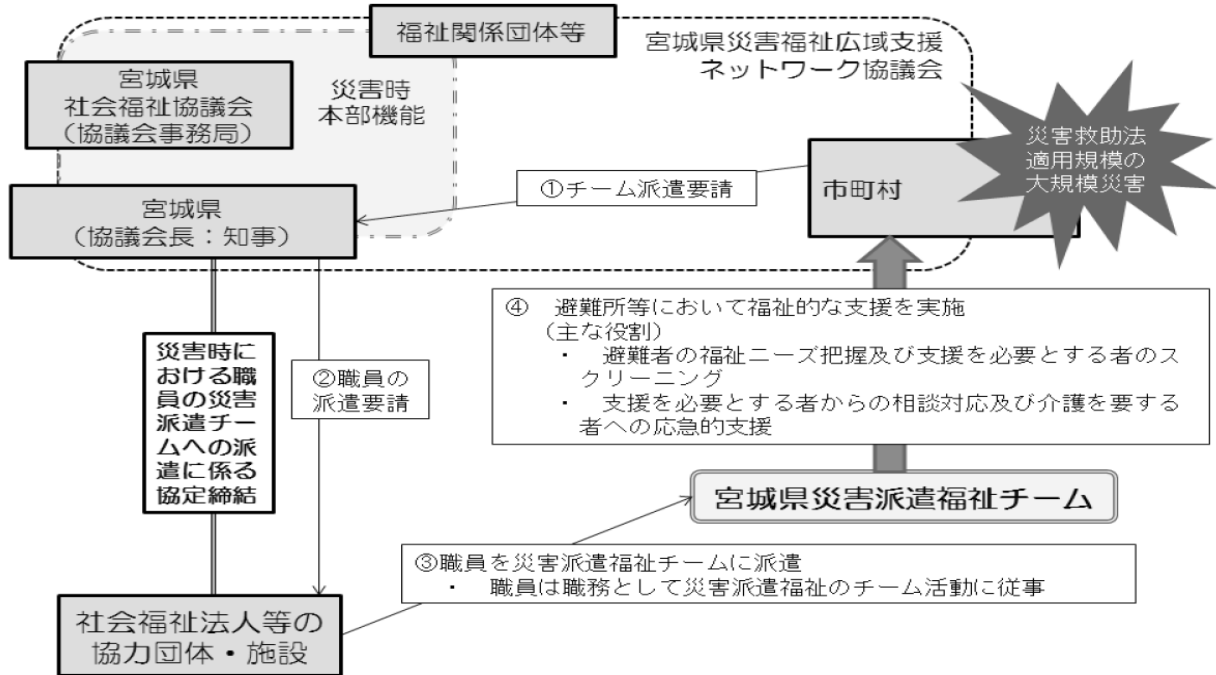 福祉関係団体等
宮城県災害福祉広域支援
ネットワーク協議会
宮城県
社会福祉協議会
（協議会事務局）
災害時
本部機能
災害救助法
適用規模の
大規模災害
①チーム派遣要請
市町村
宮城県
（協議会長：知事）
④　避難所等において福祉的な支援を実施
（主な役割）
・　避難者の福祉ニーズ把握及び支援を必要とする者のス
クリーニング
・　支援を必要とする者からの相談対応及び介護を要する
者への応急的支援
災害時に
おける職
員の災害
派遣チー
ムへの派
遣に係る
協定締結
②職員の
派遣要請
宮城県災害派遣福祉チーム
③職員を災害派遣福祉チームに派遣
・　職員は職務として災害派遣福祉のチーム活動に従事
社会福祉法人等の
協力団体・施設